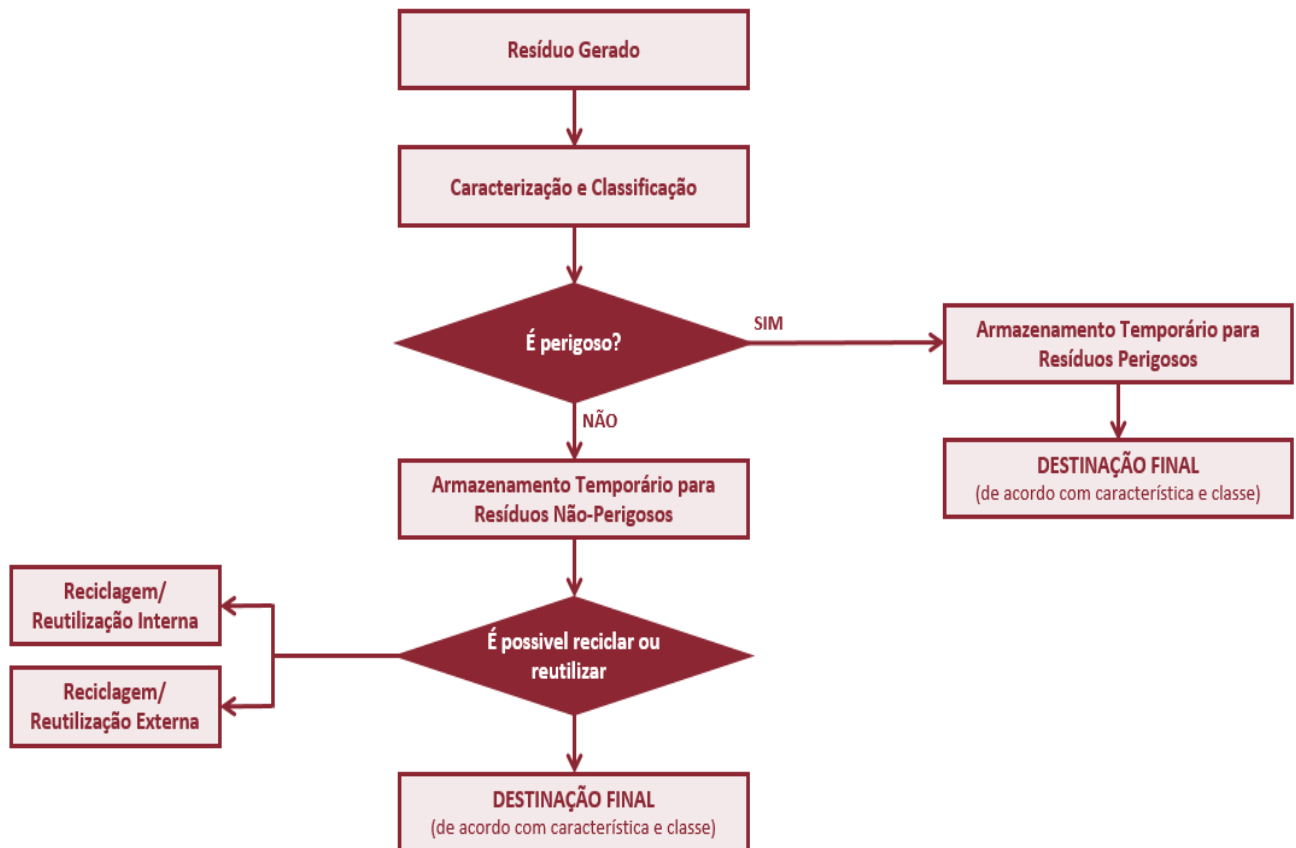 Resíduo Gerado
Caracterização e Classificação
É perigoso?
SIM
Armazenamento Temporário para
Resíduos Perigosos
DESTINAÇÃO FINAL
(de acordo com característica e classe)
NÃO
Armazenamento Temporário para
Resíduos Não-Perigosos
É possivel reciclar ou
reutilizar
Reciclagem/
Reutilização Interna
Reciclagem/
Reutilização Externa
DESTINAÇÃO FINAL
(de acordo com característica e classe)